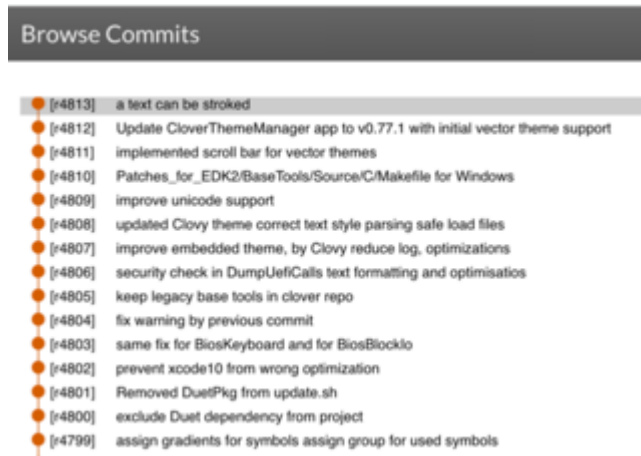 Browse Commits
[r4813] a text can be stroked
[r4812] Update CloverThemeManager app to v0.77.1 with initial vector theme support
[r4811] implemented scroll bar for vector themes
[r4810] Patches_for_EDK2/BaseTools/Source/C/Makefile for Windows
[r4809] improve unicode support
[r4808] updated Clovy theme correct text style parsing safe load files
[r4807] improve embedded theme, by Clovy reduce log, optimizations
[r4806] security check in DumpUefiCalls text formatting and optimisatios
[r4805] keep legacy base tools in clover repo
[r4804] fix warning by previous commit
[r4803] same fix for BiosKeyboard and for BiosBlockIo
[r4802] prevent xcode10 from wrong optimization
[r4801] Removed DuetPkg from update.sh
[r4800] exclude Duet dependency from project
[r4799] assign gradients for symbols assign group for used symbols